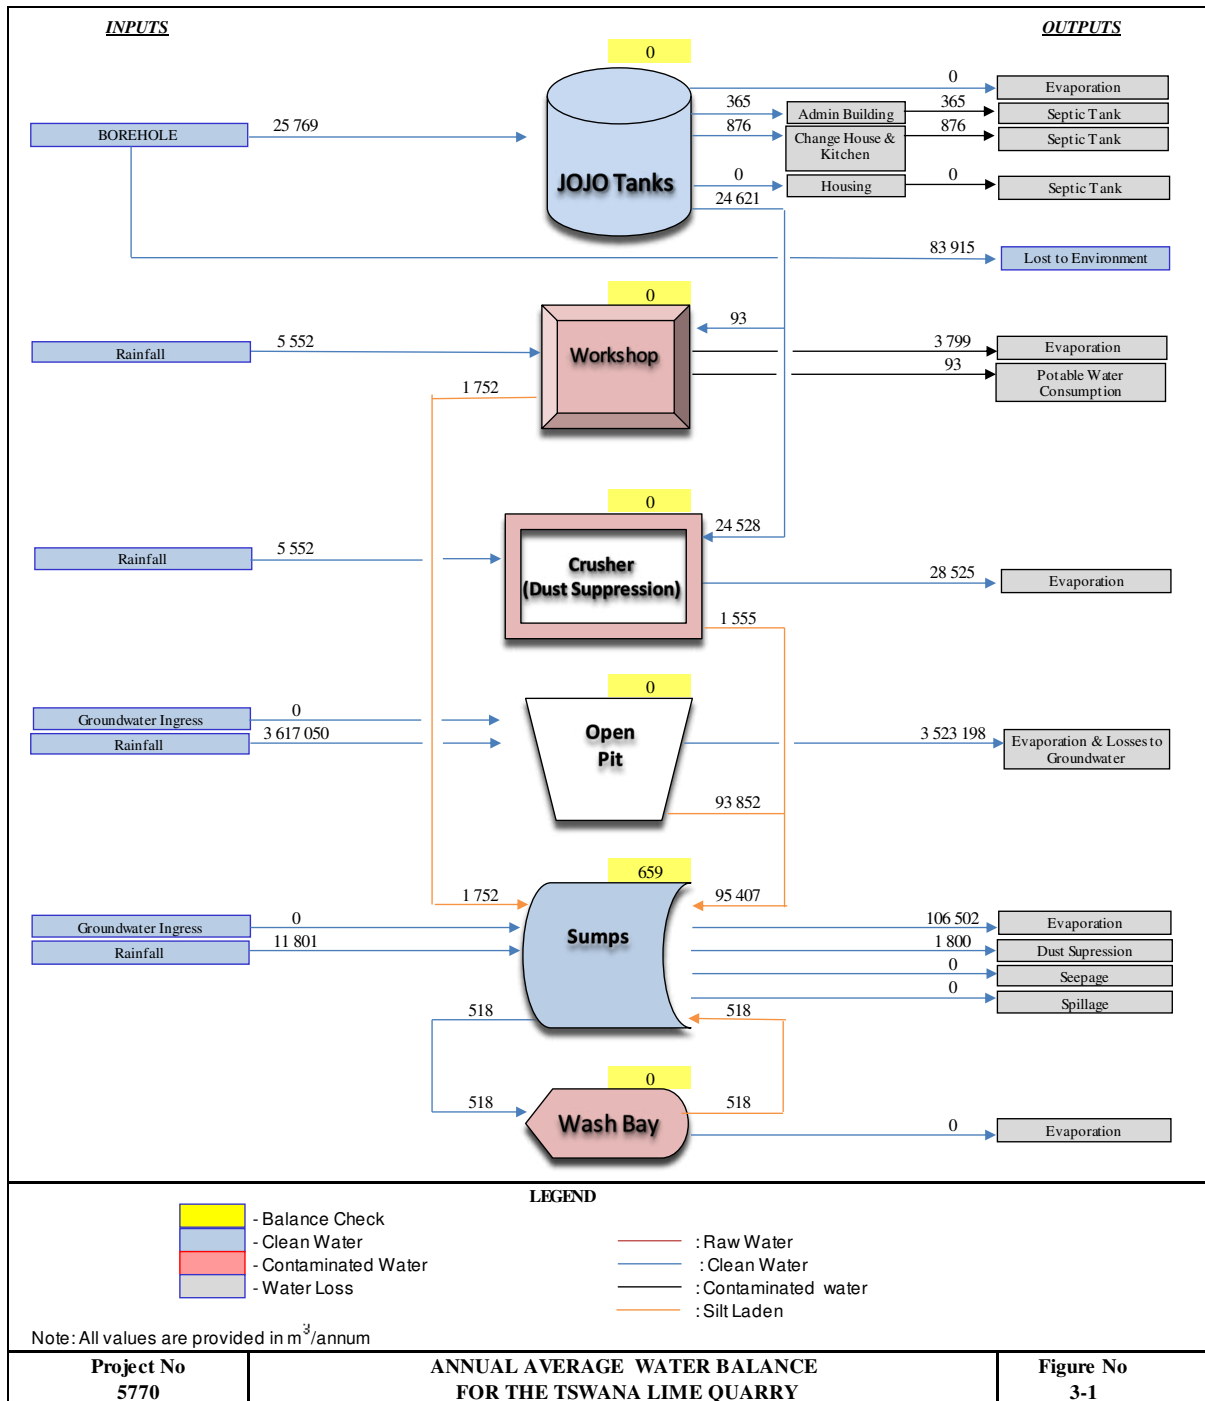 INPUTS
OUTPUTS
0
0
Evaporation
365
Admin Building
365
Septic Tank
BOREHOLE
25 769
876
Change House &
Kitchen
876
Septic Tank
JOJO Tanks
0
Housing
0
Septic Tank
24 621
83 915
Lost to Environment
0
93
Rainfall
5 552
Workshop
3 799
Evaporation
93
Potable Water
Consumption
1 752
0
24 528
Rainfall
5 552
Crusher
(Dust Suppression)
28 525
Evaporation
1 555
0
Groundwater Ingress
0
Rainfall
3 617 050
Open
Pit
3 523 198
Evaporation & Losses to
Groundwater
93 852
659
1 752
95 407
Groundwater Ingress
0
106 502
Evaporation
Rainfall
11 801
Sumps
1 800
Dust Supression
0
Seepage
0
Spillage
518
518
0
518
Wash Bay
518
0
Evaporation
LEGEND
- Balance Check
- Clean Water
- Contaminated Water
- Water Loss
: Raw Water
: Clean Water
: Contaminated water
: Silt Laden
Note: All values are provided in m³/annum
Project No
5770
ANNUAL AVERAGE WATER BALANCE
FOR THE TSWANA LIME QUARRY
Figure No
3-1